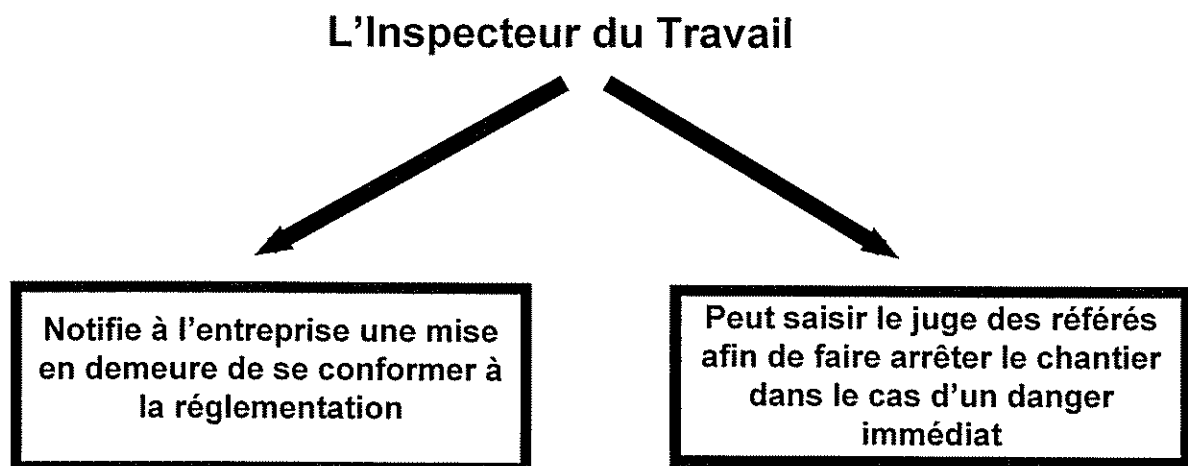 L'Inspecteur du Travail
Notifie à l'entreprise une mise
en demeure de se conformer à
la réglementation
Peut saisir le juge des référés
afin de faire arrêter le chantier
dans le cas d'un danger
immédiat